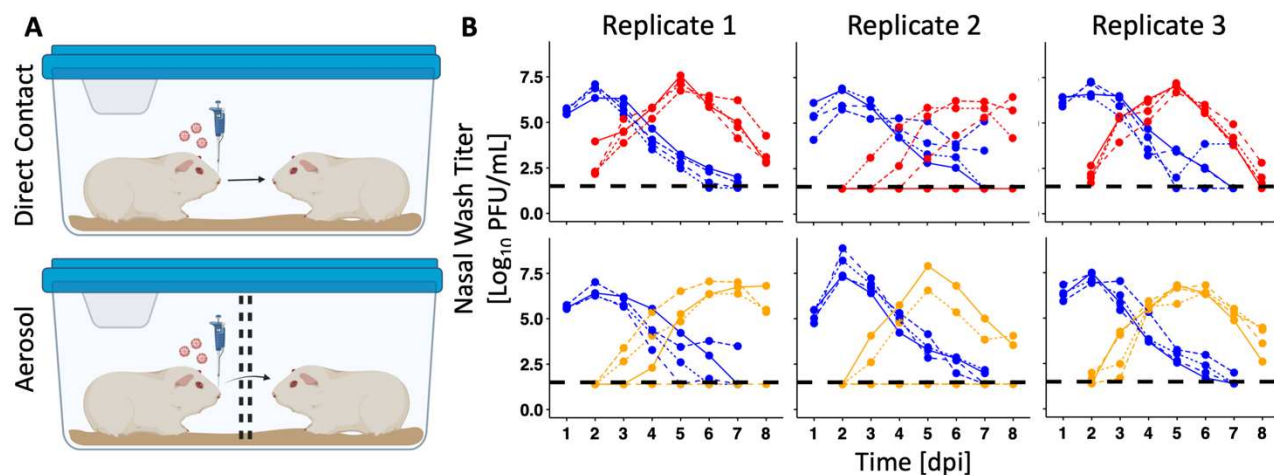 A
Direct Contact
Aerosol
B
Replicate 1
Replicate 2
Replicate 3
Nasal Wash Titer
[Log₁₀ PFU/mL]
7.5
5.0
2.5
0.0
7.5
5.0
2.5
0.0
1 2 3 4 5 6 7 8
1 2 3 4 5 6 7 8
1 2 3 4 5 6 7 8
Time [dpi]